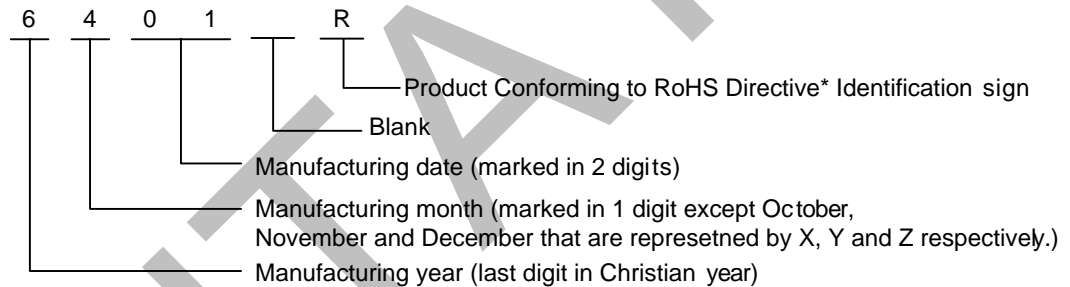 6 4 0 1 R
Product Conforming to RoHS Directive* Identification sign
Blank
Manufacturing date (marked in 2 digits)
Manufacturing month (marked in 1 digit except October,
November and December that are represetned by X, Y and Z respectively.)
Manufacturing year (last digit in Christian year)